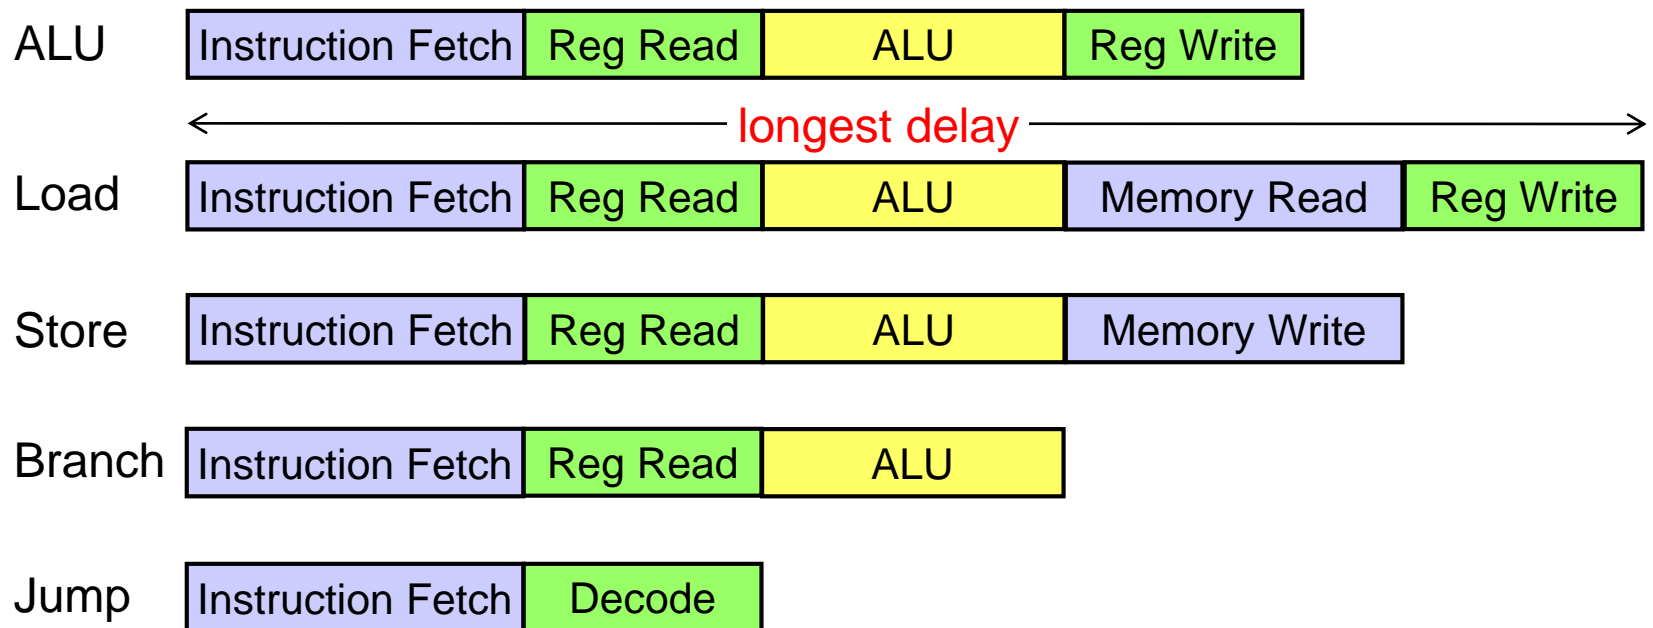 ALU Instruction Fetch Reg Read ALU Reg Write
longest delay
Load Instruction Fetch Reg Read ALU Memory Read Reg Write
Store Instruction Fetch Reg Read ALU Memory Write
Branch Instruction Fetch Reg Read ALU
Jump Instruction Fetch Decode